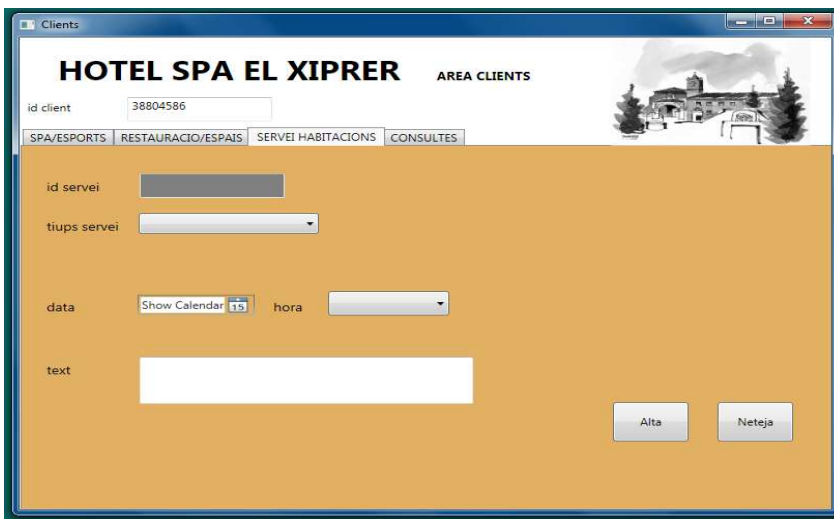 Clients
HOTEL SPA EL XIPRER AREA CLIENTS
id client 38804586
SPA/ESPORTS RESTAURACIO/ESPAIS SERVEI HABITACIONS CONSULTES
id servei
tiups servei
data Show Calendar 15 hora
text
Alta Neteja